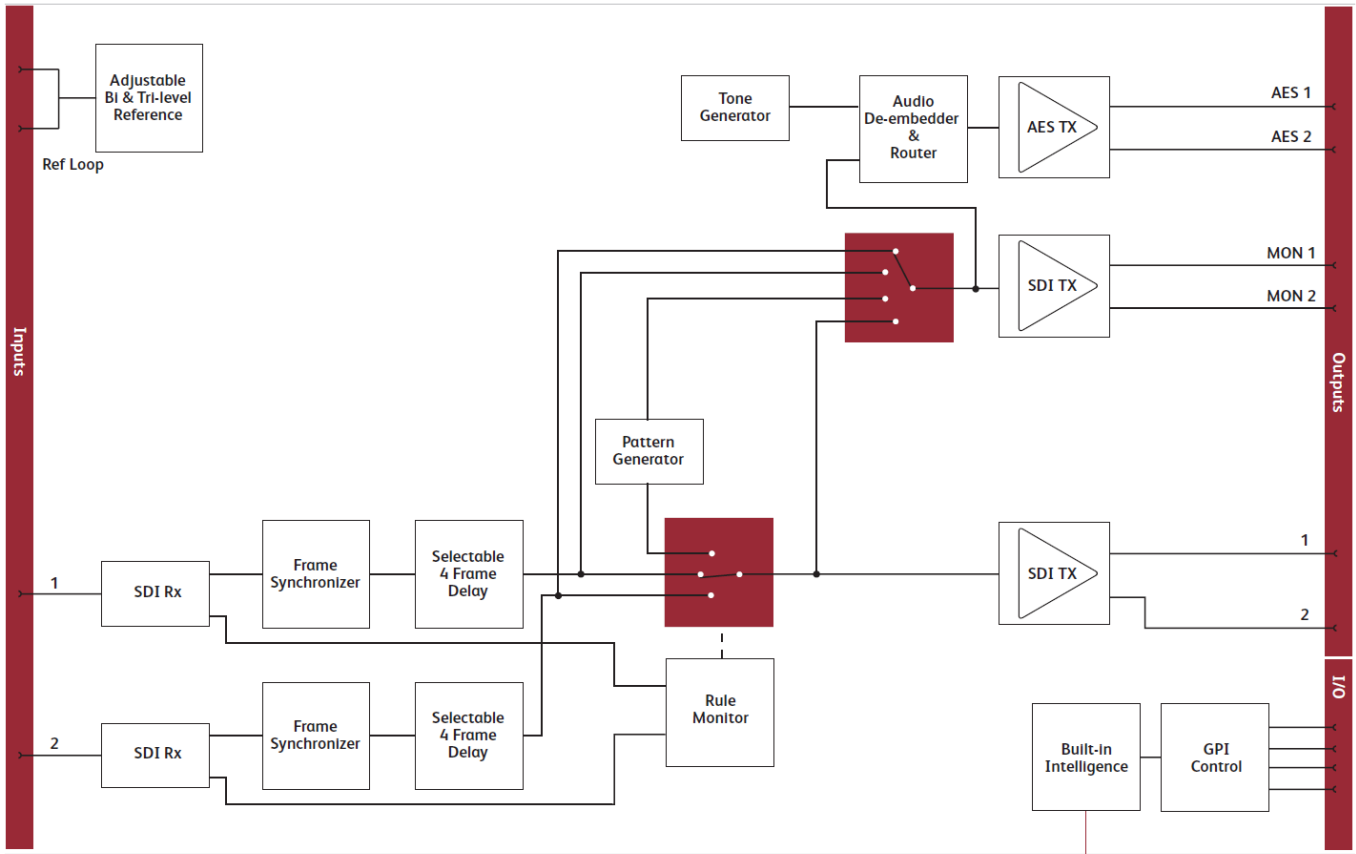 Inputs
Adjustable
Bi & Tri-level
Reference
Ref Loop
Tone
Generator
Audio
De-embedder
&
Router
AES TX
AES 1
AES 2
SDI TX
MON 1
MON 2
Outputs
Pattern
Generator
1
SDI Rx
Frame
Synchronizer
Selectable
4 Frame
Delay
SDI TX
1
2
2
SDI Rx
Frame
Synchronizer
Selectable
4 Frame
Delay
Rule
Monitor
Built-in
Intelligence
GPI
Control
I/O